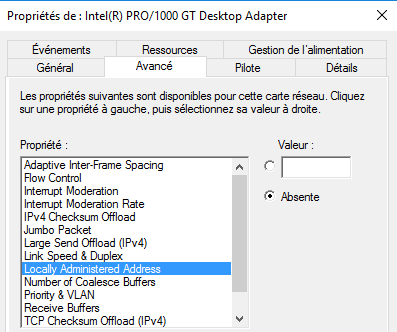 Propriétés de : Intel(R) PRO/1000 GT Desktop Adapter
Événements Ressources Gestion de l'alimentation
Général Avancé Pilote Détails
Les propriétés suivantes sont disponibles pour cette carte réseau. Cliquez
sur une propriété à gauche, puis sélectionnez sa valeur à droite.
Propriété : Valeur :
Adaptive Inter-Frame Spacing
Flow Control
Interrupt Moderation
Interrupt Moderation Rate
IPv4 Checksum Offload
Jumbo Packet
Large Send Offload (IPv4)
Link Speed & Duplex
Locally Administered Address
Number of Coalesce Buffers
Priority & VLAN
Receive Buffers
TCP Checksum Offload (IPv4)
Absente